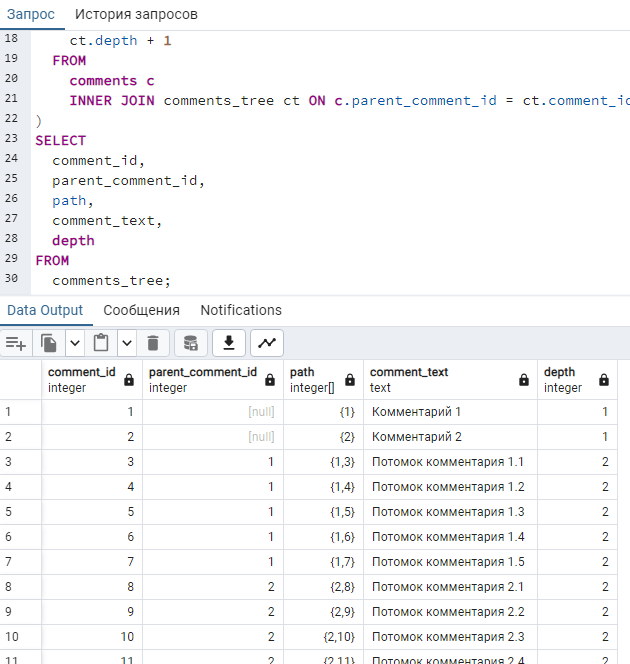 Запрос История запросов
18 ct.depth + 1
19 FROM
20 comments c
21 INNER JOIN comments_tree ct ON c.parent_comment_id = ct.comment_id
22 )
23 SELECT
24 comment_id,
25 parent_comment_id,
26 path,
27 comment_text,
28 depth
29 FROM
30 comments_tree;
Data Output Сообщения Notifications
comment_id parent_comment_id path comment_text depth
integer integer integer[] text integer
1 1 [null] {1} Комментарий 1 1
2 2 [null] {2} Комментарий 2 1
3 3 1 {1,3} Потомок комментария 1.1 2
4 4 1 {1,4} Потомок комментария 1.2 2
5 5 1 {1,5} Потомок комментария 1.3 2
6 6 1 {1,6} Потомок комментария 1.4 2
7 7 1 {1,7} Потомок комментария 1.5 2
8 8 2 {2,8} Потомок комментария 2.1 2
9 9 2 {2,9} Потомок комментария 2.2 2
10 10 2 {2,10} Потомок комментария 2.3 2
11 11 2 {2,11} Потомок комментария 2.4 2